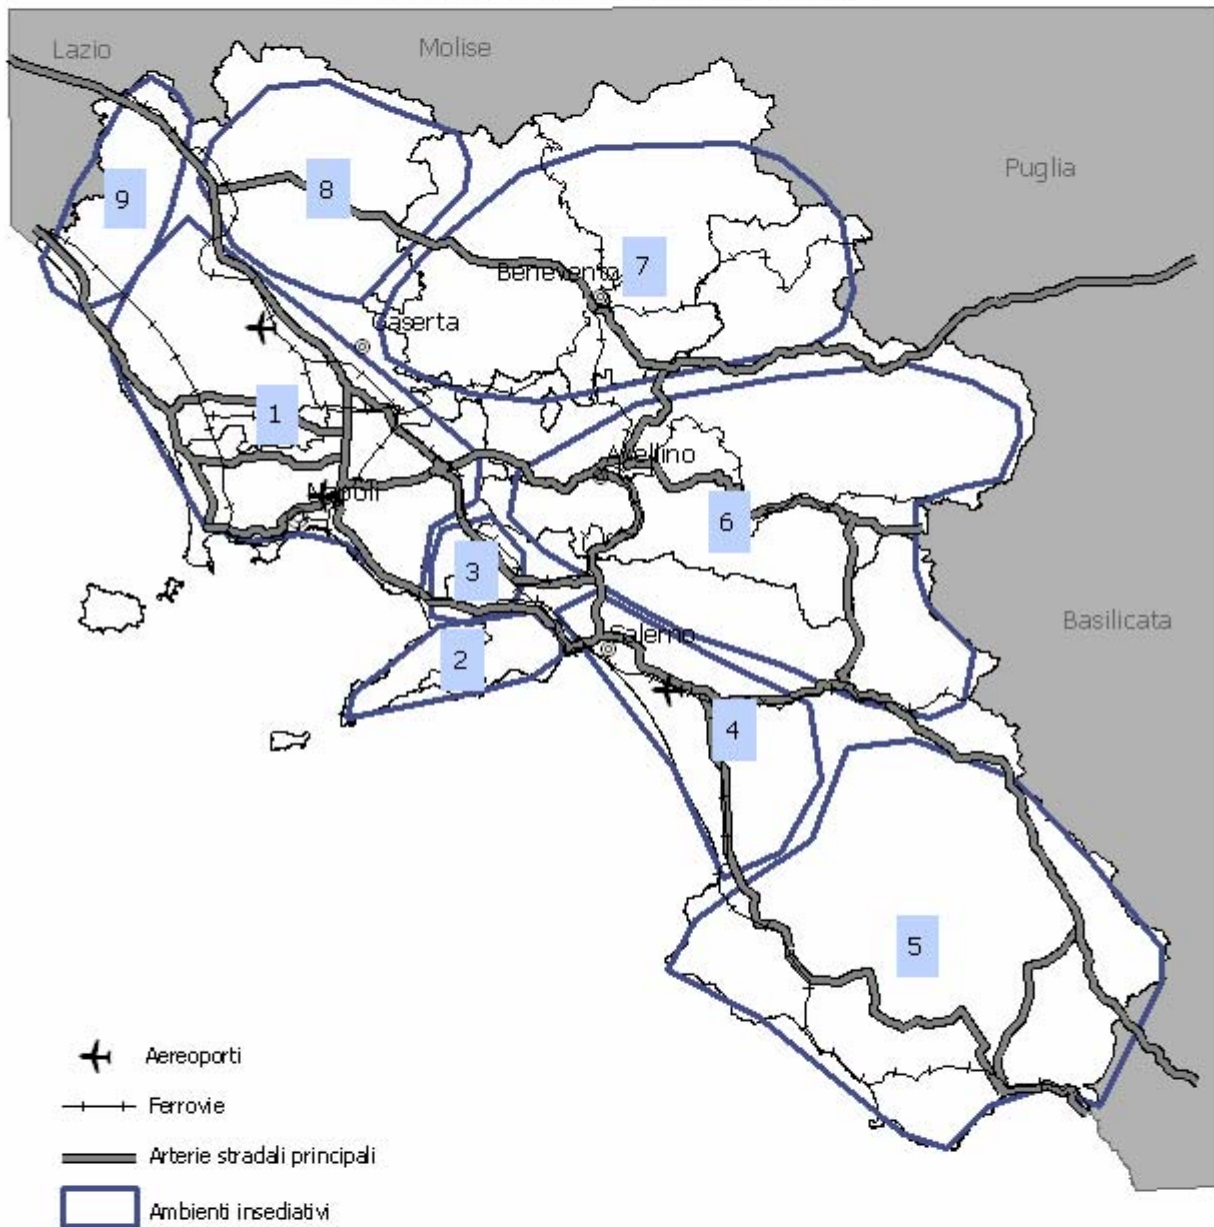 Lazio
Molise
Puglia
9
8
7
Benevento
Caserta
1
Avellino
Napoli
6
3
Basilicata
Salerno
2
4
5
Aereoporti
Ferrovie
Arterie stradali principali
Ambienti insediativi